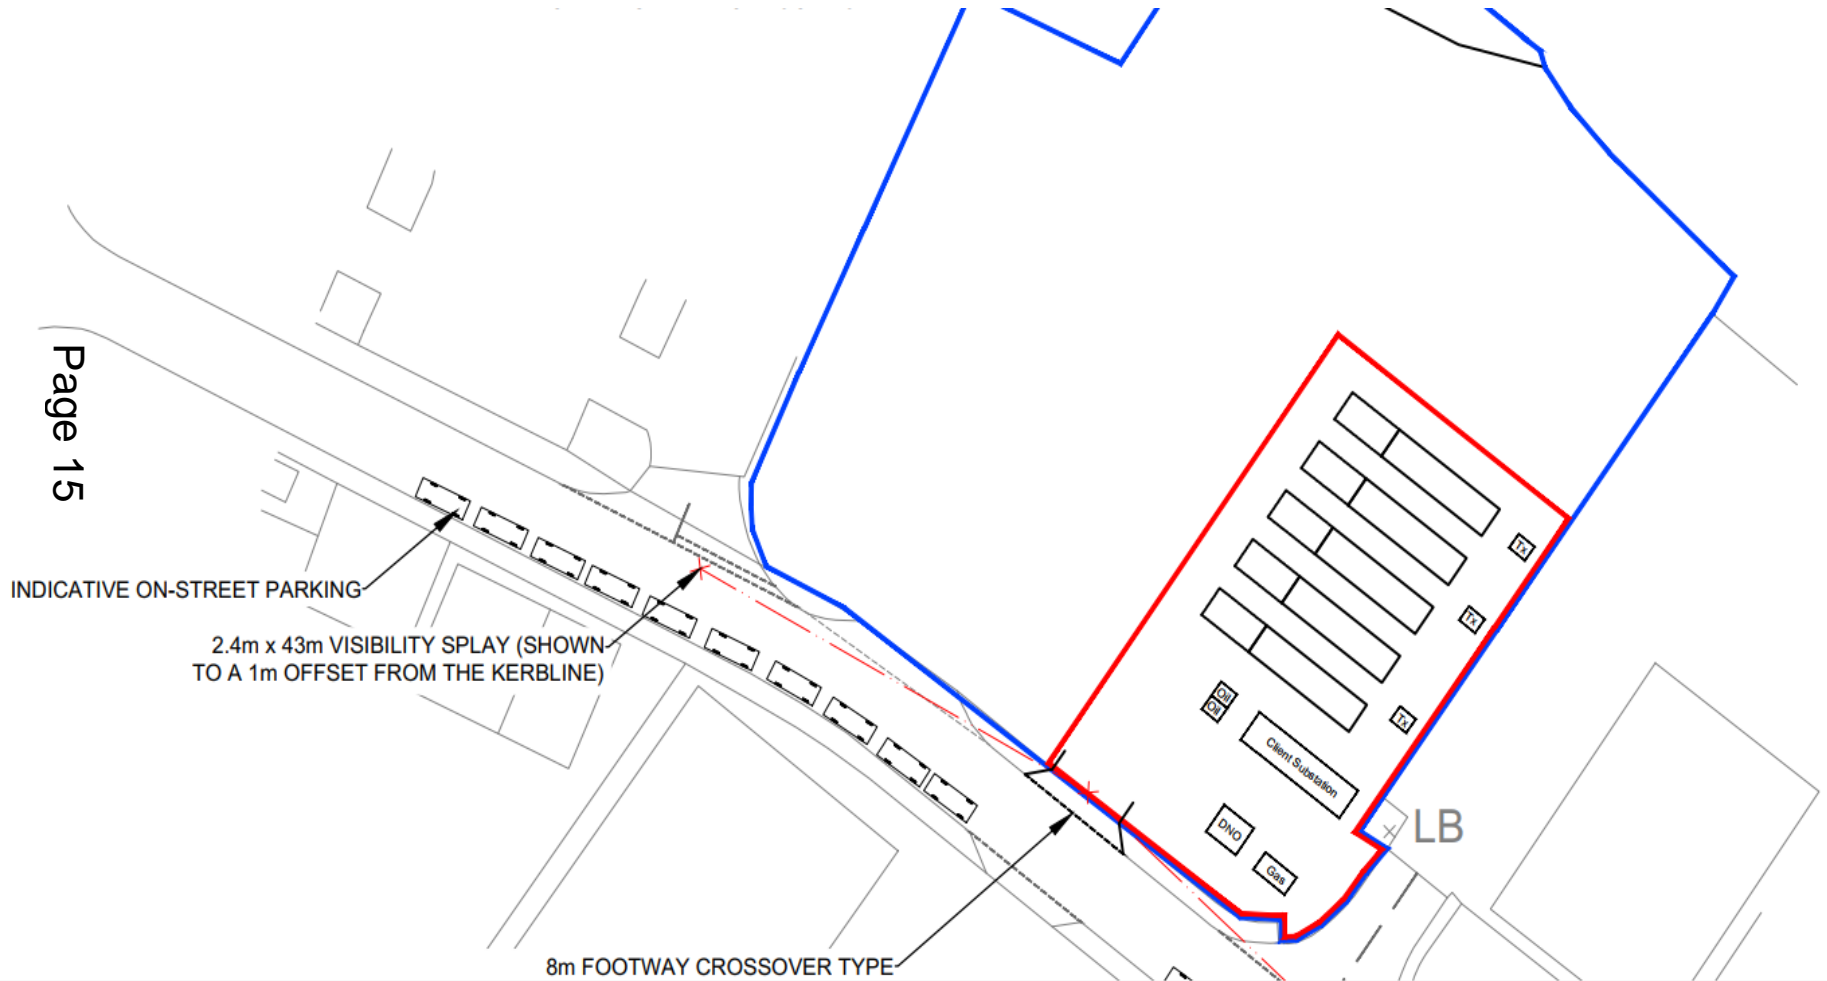 Page 15
INDICATIVE ON-STREET PARKING
2.4m x 43m VISIBILITY SPLAY (SHOWN
TO A 1m OFFSET FROM THE KERBLINE)
8m FOOTWAY CROSSOVER TYPE
Tx
Tx
Tx
Oil
Oil
Client Substation
DNO
Gas
LB